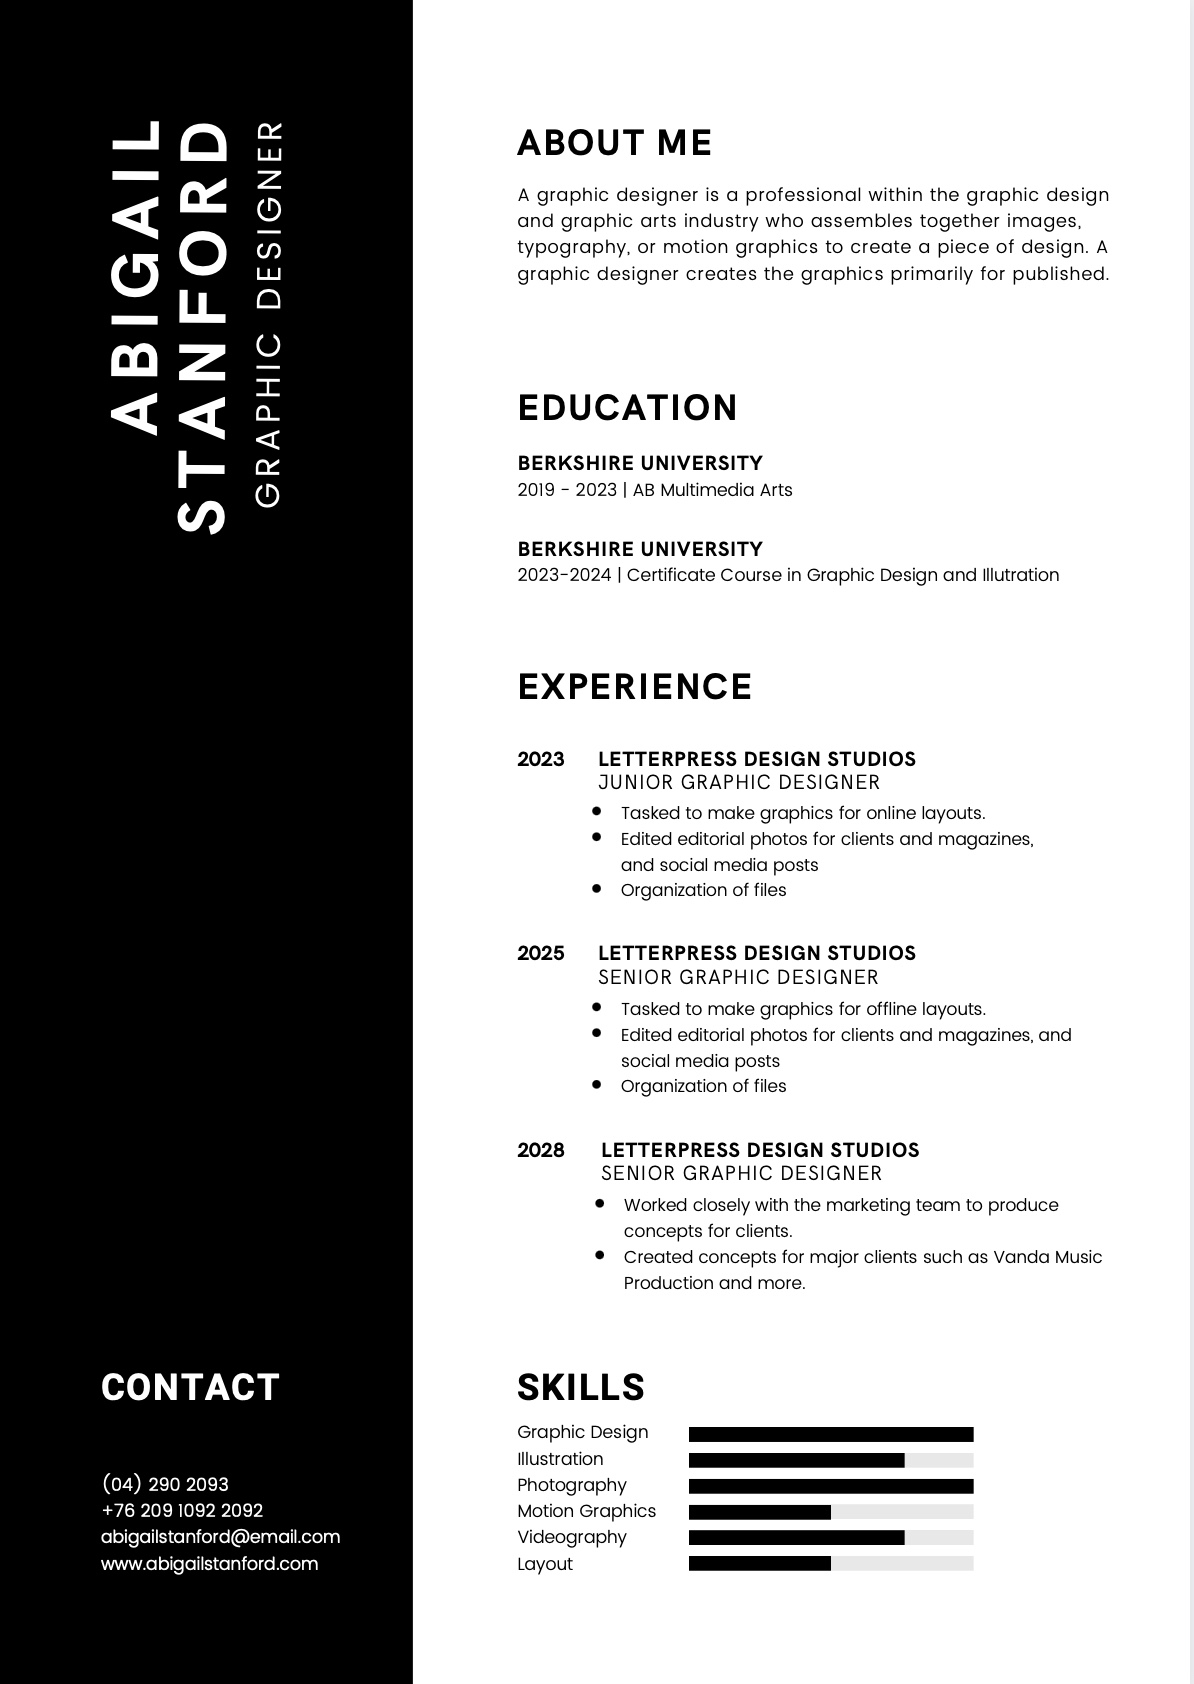 ABIGAIL
STANFORD
GRAPHIC DESIGNER
ABOUT ME
A graphic designer is a professional within the graphic design
and graphic arts industry who assembles together images,
typography, or motion graphics to create a piece of design. A
graphic designer creates the graphics primarily for published.
EDUCATION
BERKSHIRE UNIVERSITY
2019 - 2023 | AB Multimedia Arts
BERKSHIRE UNIVERSITY
2023-2024 | Certificate Course in Graphic Design and Illutration
EXPERIENCE
2023 LETTERPRESS DESIGN STUDIOS
JUNIOR GRAPHIC DESIGNER
• Tasked to make graphics for online layouts.
• Edited editorial photos for clients and magazines,
and social media posts
• Organization of files
2025 LETTERPRESS DESIGN STUDIOS
SENIOR GRAPHIC DESIGNER
• Tasked to make graphics for offline layouts.
• Edited editorial photos for clients and magazines, and
social media posts
• Organization of files
2028 LETTERPRESS DESIGN STUDIOS
SENIOR GRAPHIC DESIGNER
• Worked closely with the marketing team to produce
concepts for clients.
• Created concepts for major clients such as Vanda Music
Production and more.
CONTACT
(04) 290 2093
+76 209 1092 2092
abigailstanford@email.com
www.abigailstanford.com
SKILLS
Graphic Design
Illustration
Photography
Motion Graphics
Videography
Layout